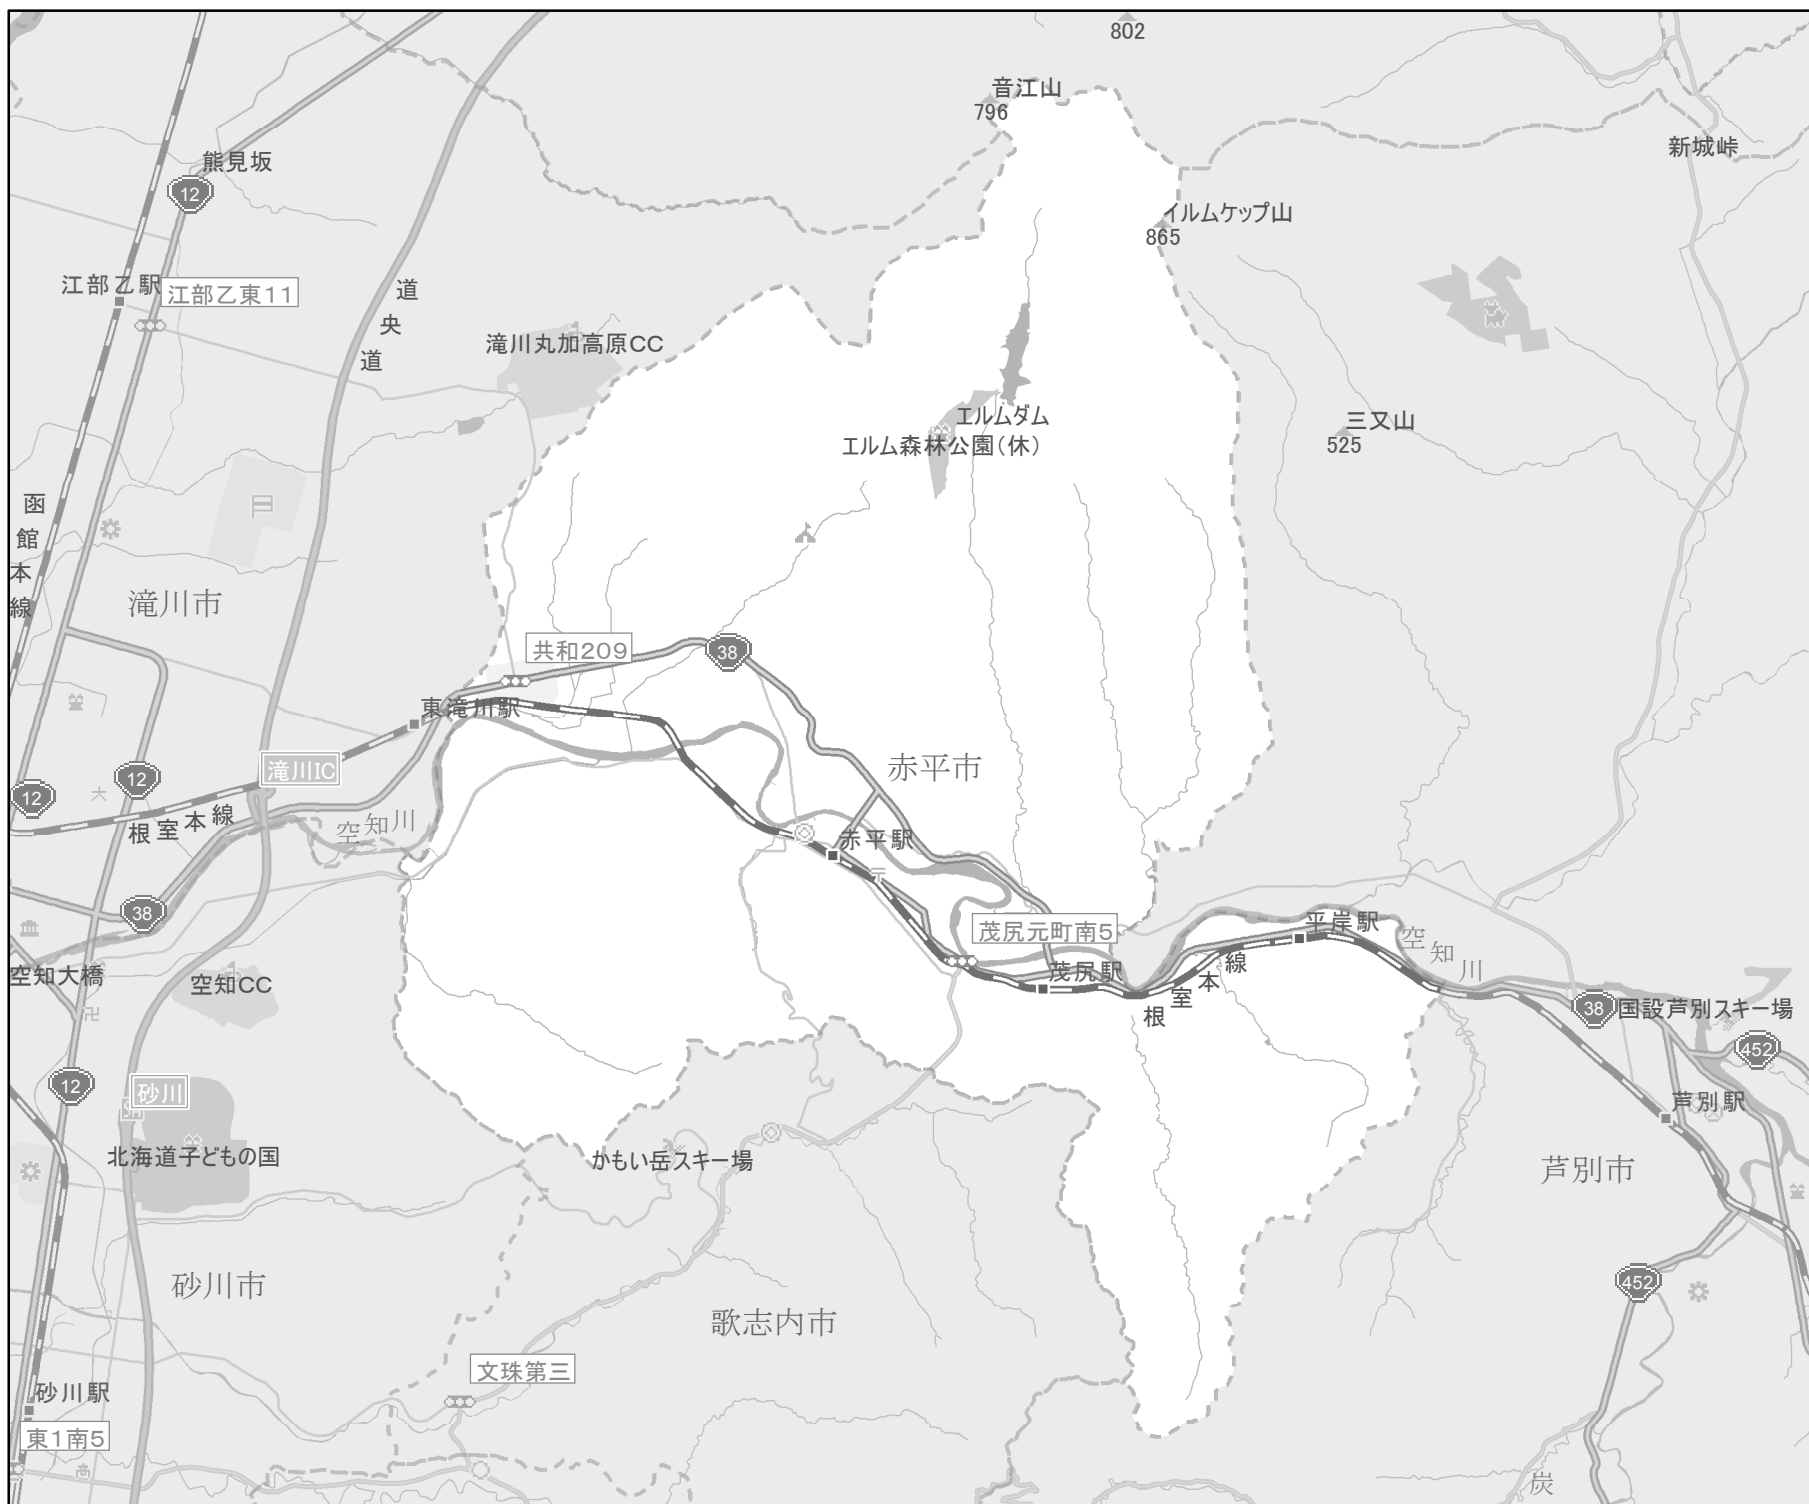 802
音江山
796
新城峠
熊見坂
12
イルムケップ山
865
江部乙駅
江部乙東11
道央道
滝川丸加高原CC
エルムダム
エルム森林公園(休)
三又山
525
函館本線
滝川市
共和209
38
東滝川駅
滝川IC
赤平市
12
12
根室本線
空知川
赤平駅
38
茂尻元町南5
平岸駅
空知川
空知大橋
空知CC
茂尻駅
根室本線
38
国設芦別スキー場
452
12
砂川
芦別駅
北海道子どもの国
かもい岳スキー場
芦別市
砂川市
452
歌志内市
文珠第三
砂川駅
東1南5
炭